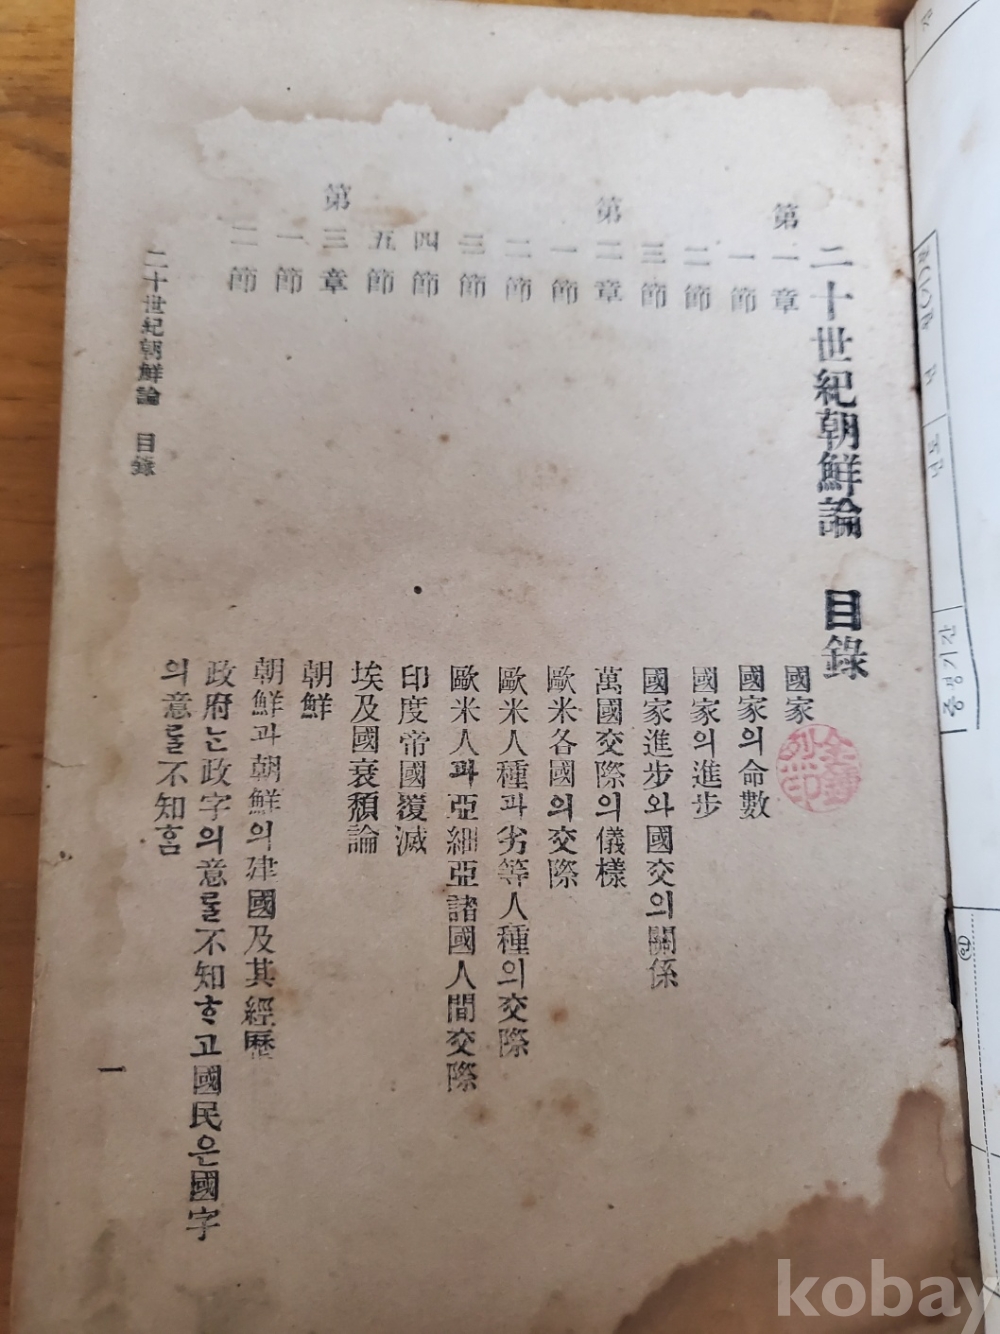 二十世紀朝鮮論 目錄
第一章 國家
一節 國家의命數
二節 國家의進步
三節 國家進步와國交의關係
第二章 萬國交際의儀樣
一節 歐米各國의交際
二節 歐米人種과劣等人種의交際
三節 歐米人과亞細亞諸國人間交際
四節 印度帝國覆滅
五節 埃及國衰頹論
第三章 朝鮮
一節 朝鮮과朝鮮의建國及其經歷
二節 政府는政字의意를不知ᄒᆞ고國民은國字
의意를不知ᄒᆞᆷ
二十世紀朝鮮論 目錄
一
kobay